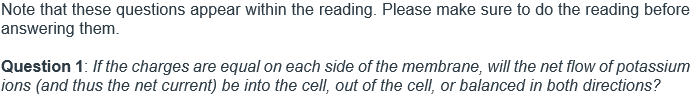 Note that these questions appear within the reading. Please make sure to do the reading before
answering them.
Question 1: If the charges are equal on each side of the membrane, will the net flow of potassium
ions (and thus the net current) be into the cell, out of the cell, or balanced in both directions?